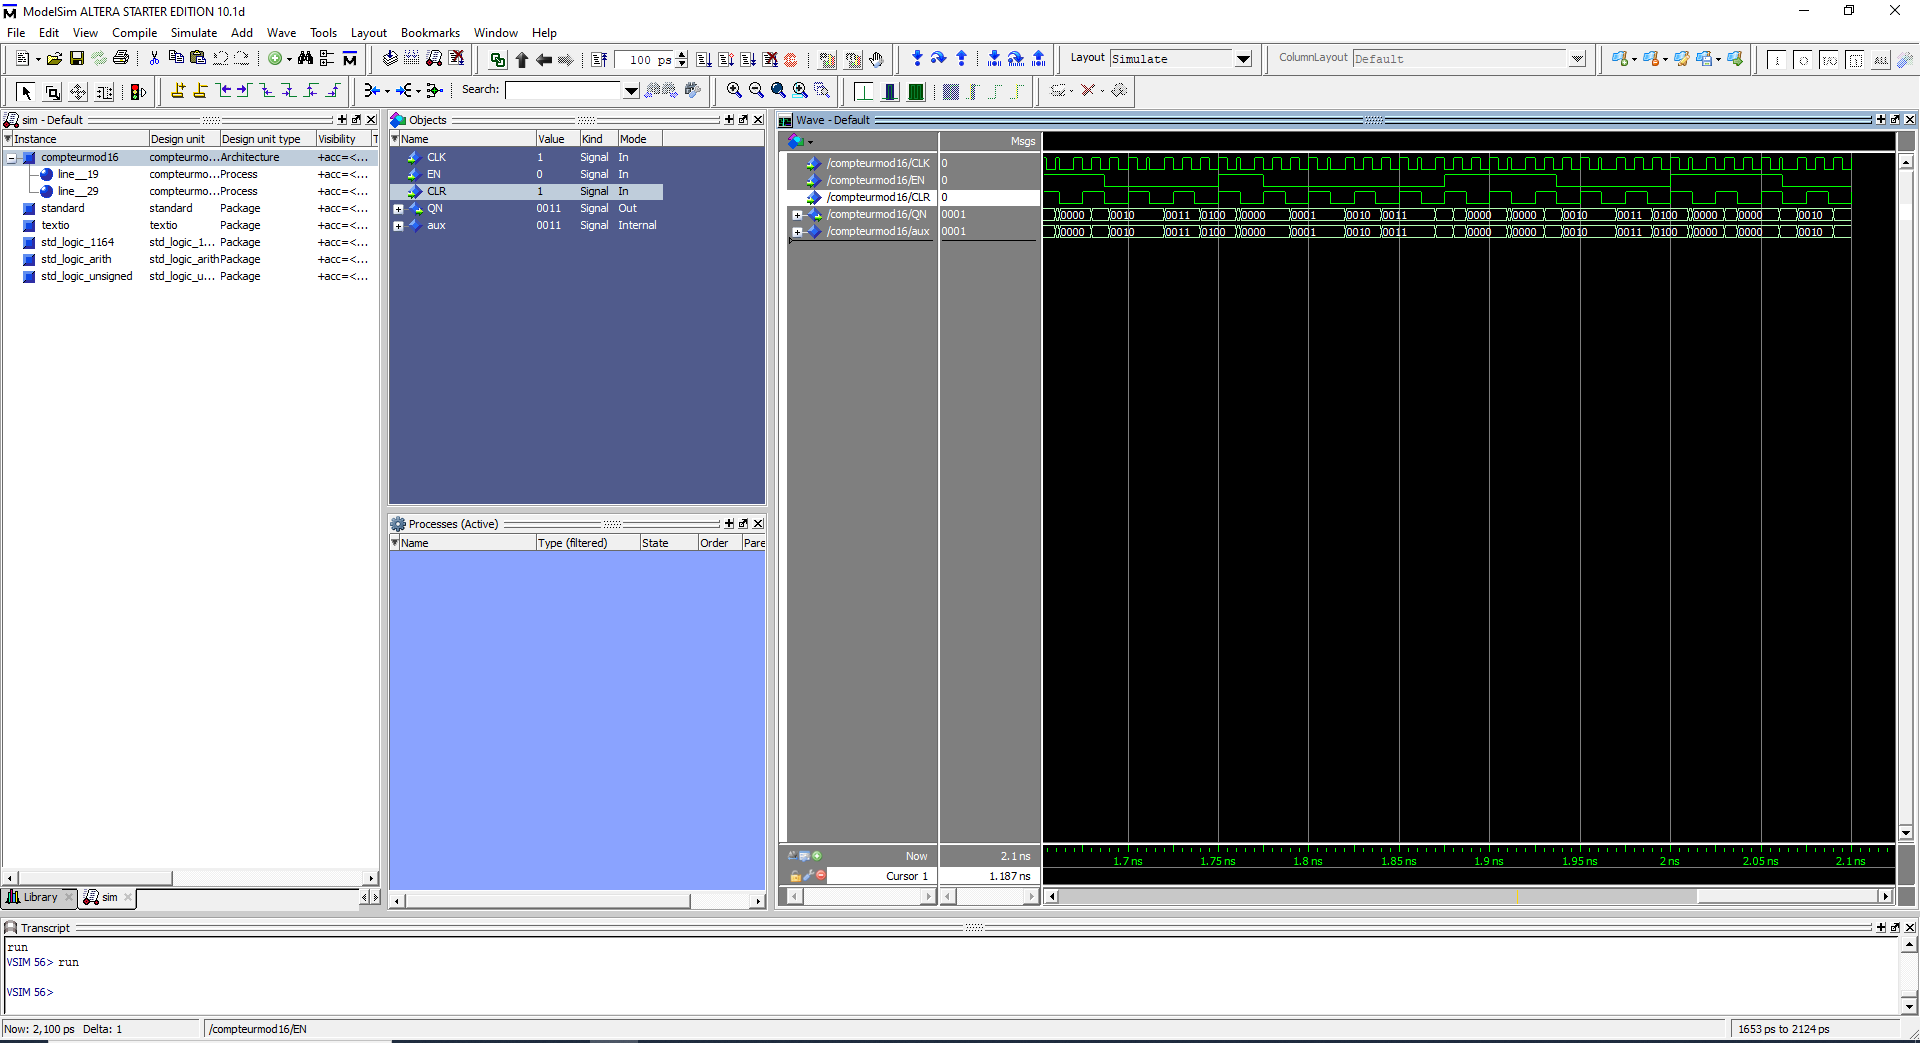 ModelSim ALTERA STARTER EDITION 10.1d
File Edit View Compile Simulate Add Wave Tools Layout Bookmarks Window Help
100 ps
Layout Simulate
ColumnLayout Default
ALL
Search:
sim - Default
Instance Design unit Design unit type Visibility T
compteurmod16 compteurmo... Architecture +acc=<...
line__19 compteurmo... Process +acc=<...
line__29 compteurmo... Process +acc=<...
standard standard Package +acc=<...
textio textio Package +acc=<...
std_logic_1164 std_logic_1... Package +acc=<...
std_logic_arith std_logic_arith Package +acc=<...
std_logic_unsigned std_logic_u... Package +acc=<...
Library sim
Objects
Name Value Kind Mode
CLK 1 Signal In
EN 0 Signal In
CLR 1 Signal In
QN 0011 Signal Out
aux 0011 Signal Internal
Processes (Active)
Name Type (filtered) State Order Pare
Wave - Default
Msgs
/compteurmod16/CLK 0
/compteurmod16/EN 0
/compteurmod16/CLR 0
/compteurmod16/QN 0001 0000 0010 0011 0100 0000 0001 0010 0011 0000 0000 0010 0011 0100 0000 0000 0010
/compteurmod16/aux 0001 0000 0010 0011 0100 0000 0001 0010 0011 0000 0000 0010 0011 0100 0000 0000 0010
Now 2.1 ns 1.7 ns 1.75 ns 1.8 ns 1.85 ns 1.9 ns 1.95 ns 2 ns 2.05 ns 2.1 ns
Cursor 1 1.187 ns
Transcript
run
VSIM 56> run
VSIM 56>
Now: 2,100 ps Delta: 1 /compteurmod16/EN 1653 ps to 2124 ps